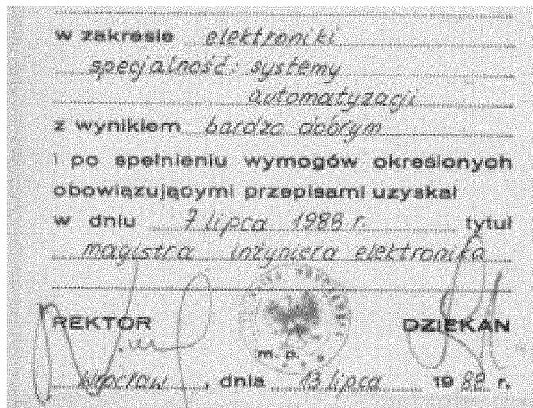 w zakresie elektroniki
specjalność: systemy
automatyzacji
z wynikiem bardzo dobrym
i po spełnieniu wymogów określonych
obowiązującymi przepisami uzyskał
w dniu 7 lipca 1988 r. tytuł
magistra inżyniera elektronika
REKTOR DZIEKAN
m. p.
Wrocław, dnia 13 lipca 1988 r.